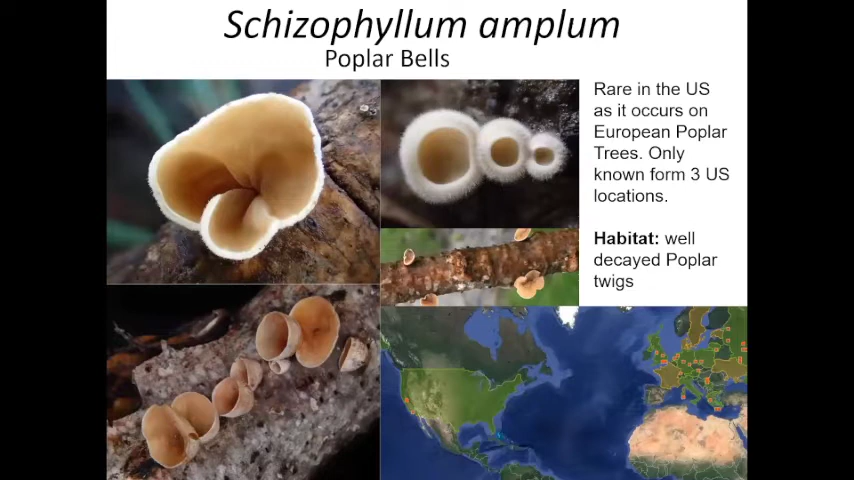 Schizophyllum amplum
Poplar Bells
Rare in the US
as it occurs on
European Poplar
Trees. Only
known form 3 US
locations.
Habitat: well
decayed Poplar
twigs